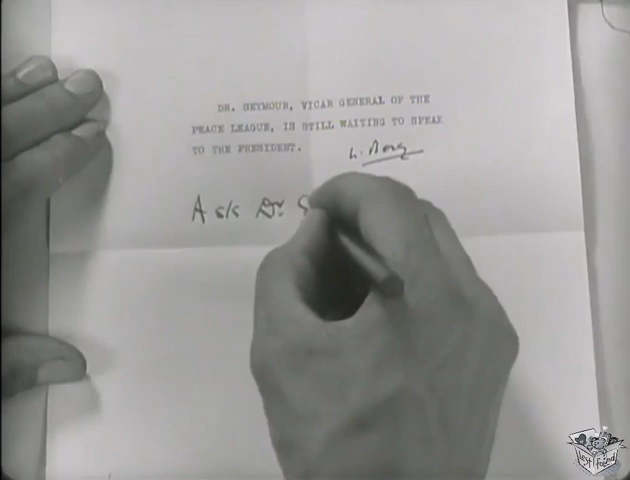 DR. SEYMOUR, VICAR GENERAL OF THE
PEACE LEAGUE, IS STILL WAITING TO SPEAK
TO THE PRESIDENT.
Ask Dr. S